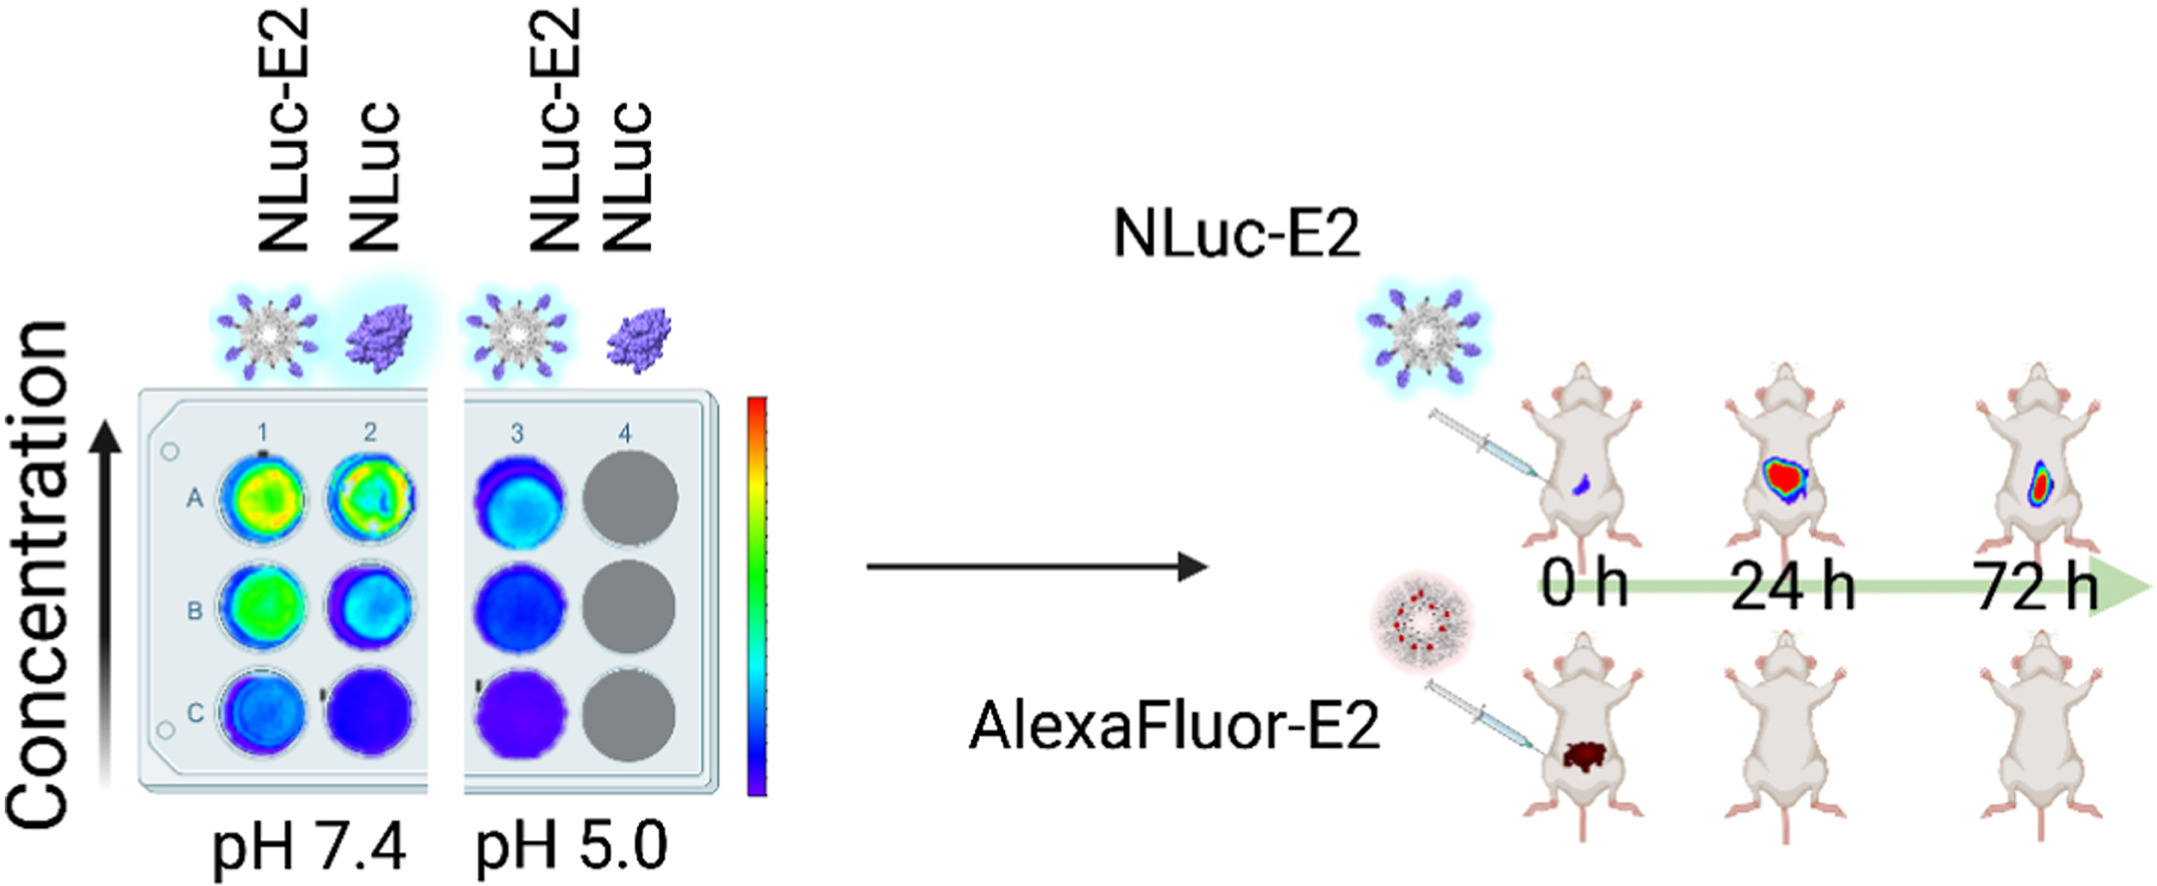 NLuc-E2
NLuc
NLuc-E2
NLuc
Concentration
1
2
3
4
A
B
C
pH 7.4
pH 5.0
NLuc-E2
0 h
24 h
72 h
AlexaFluor-E2